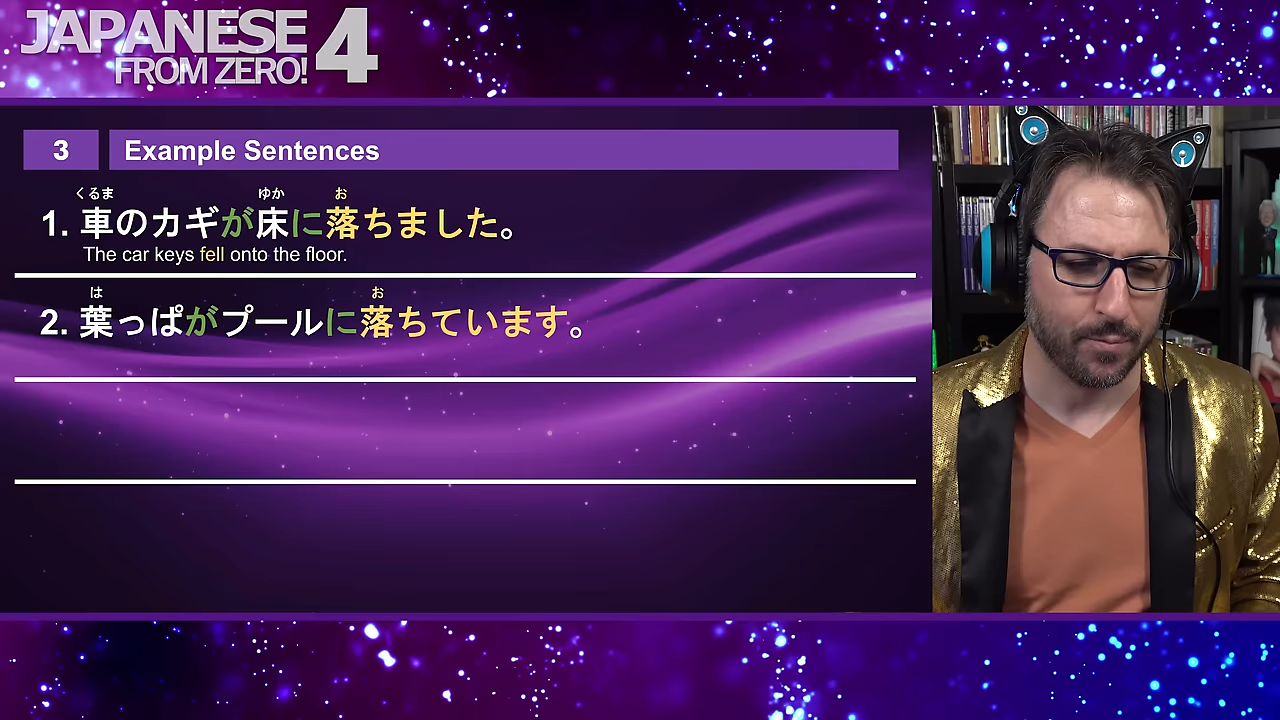 JAPANESE
FROM ZERO! 4
3 Example Sentences
くるま ゆか お
1. 車のカギが床に落ちました。
The car keys fell onto the floor.
は お
2. 葉っぱがプールに落ちています。